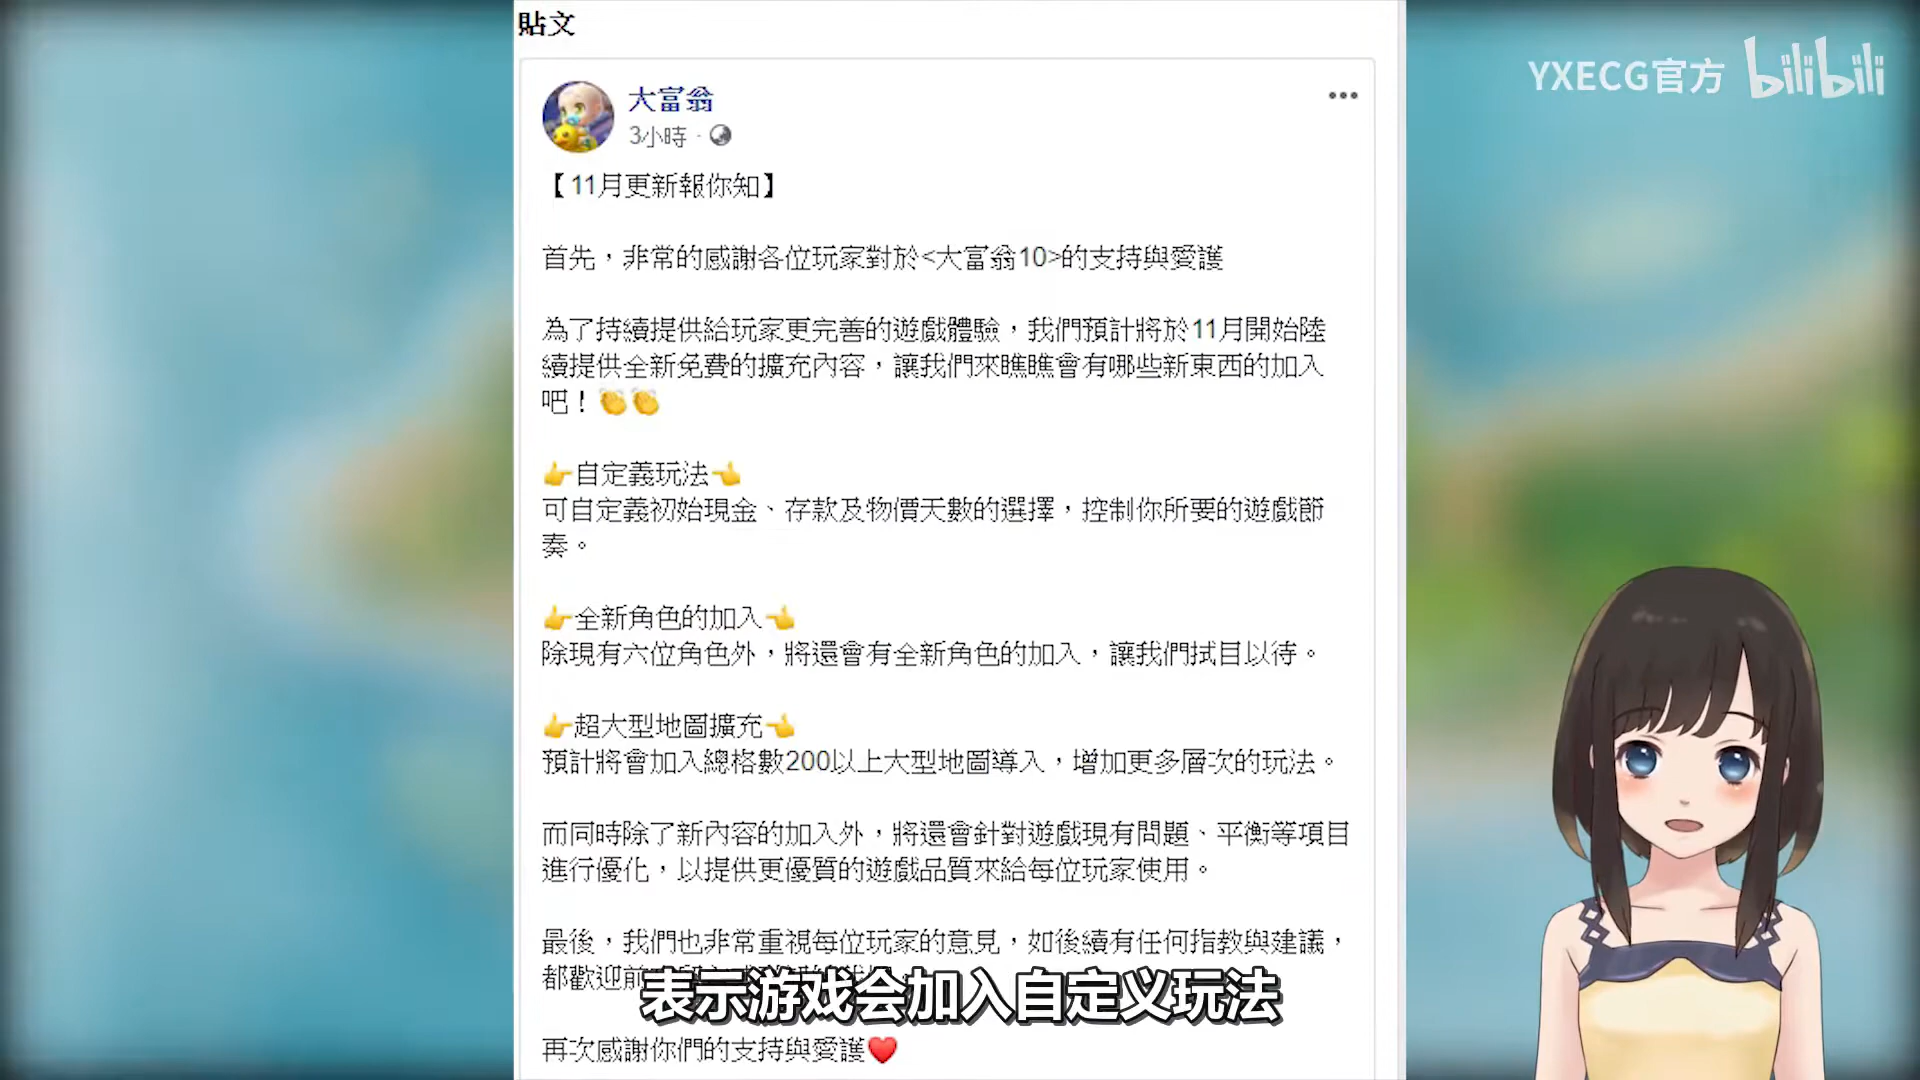 貼文
YXECG官方 bilibili
大富翁
3小時 ·
【11月更新報你知】
首先，非常的感謝各位玩家對於<大富翁10>的支持與愛護
為了持續提供給玩家更完善的遊戲體驗，我們預計將於11月開始陸
續提供全新免費的擴充內容，讓我們來瞧瞧會有哪些新東西的加入
吧！👏👏
👉自定義玩法👈
可自定義初始現金、存款及物價天數的選擇，控制你所要的遊戲節
奏。
👉全新角色的加入👈
除現有六位角色外，將還會有全新角色的加入，讓我們拭目以待。
👉超大型地圖擴充👈
預計將會加入總格數200以上大型地圖導入，增加更多層次的玩法。
而同時除了新內容的加入外，將還會針對遊戲現有問題、平衡等項目
進行優化，以提供更優質的遊戲品質來給每位玩家使用。
最後，我們也非常重視每位玩家的意見，如後續有任何指教與建議，
都歡迎前
表示游戏会加入自定义玩法
再次感謝你們的支持與愛護❤️